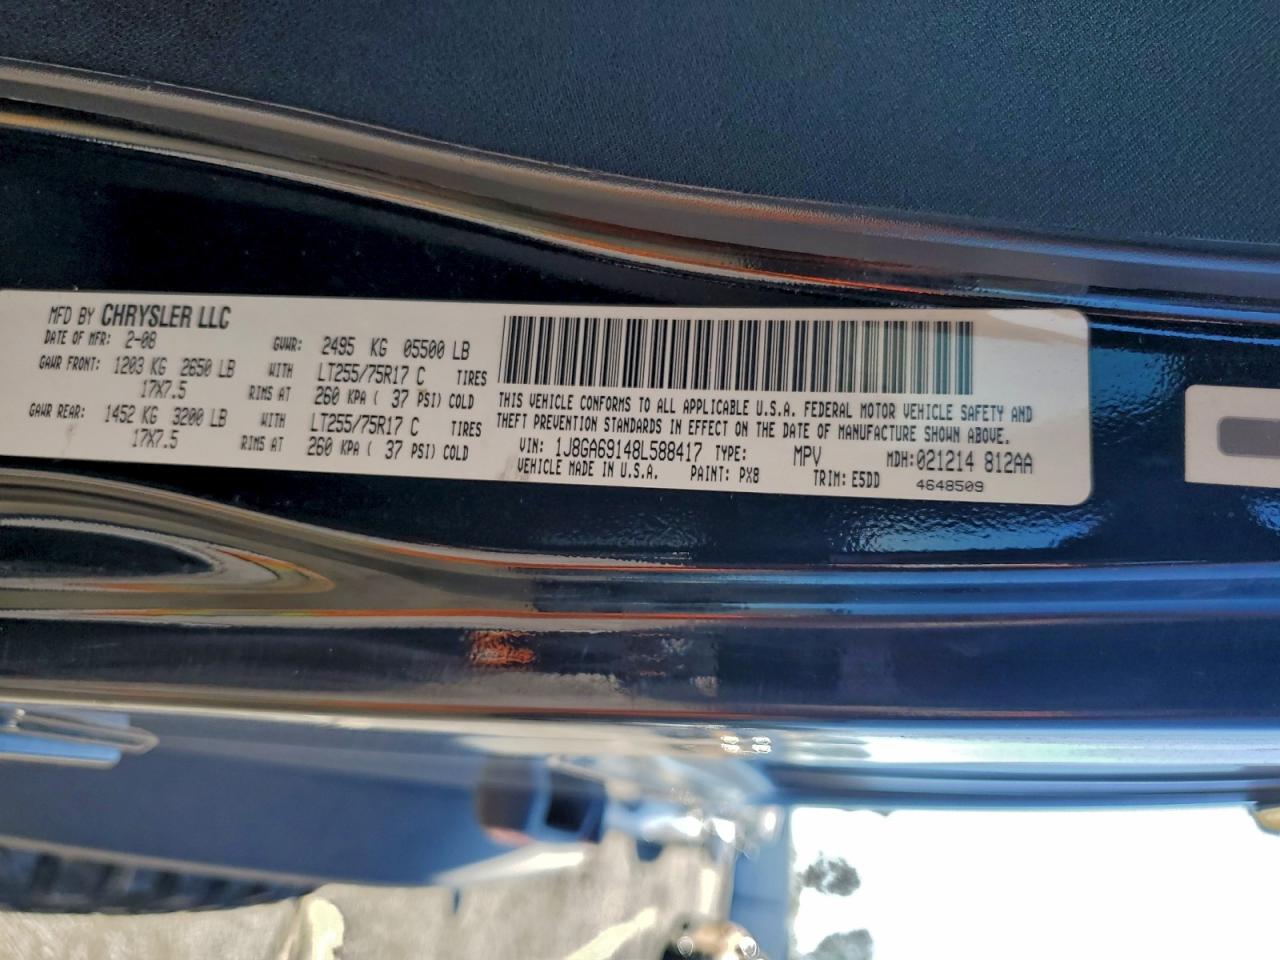 MFD BY CHRYSLER LLC
DATE OF MFR: 2-08 GVWR: 2495 KG 05500 LB
GAWR FRONT: 1203 KG 2650 LB WITH LT255/75R17 C TIRES
17X7.5 RIMS AT 260 KPA ( 37 PSI) COLD
GAWR REAR: 1452 KG 3200 LB WITH LT255/75R17 C TIRES
17X7.5 RIMS AT 260 KPA ( 37 PSI) COLD
THIS VEHICLE CONFORMS TO ALL APPLICABLE U.S.A. FEDERAL MOTOR VEHICLE SAFETY AND
THEFT PREVENTION STANDARDS IN EFFECT ON THE DATE OF MANUFACTURE SHOWN ABOVE.
VIN: 1J8GA69148L588417 TYPE: MPV MDH:021214 812AA
VEHICLE MADE IN U.S.A. PAINT: PX8 TRIM: E5DD 4648509